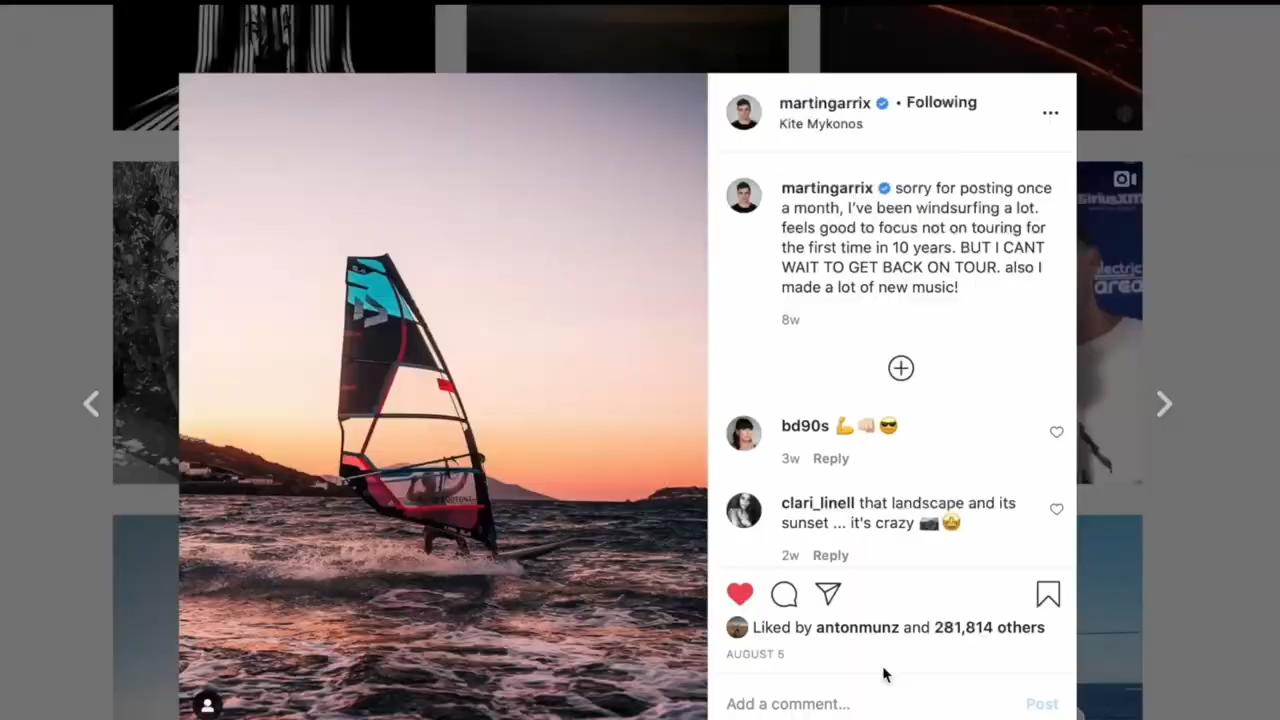 martingarrix • Following
Kite Mykonos
martingarrix sorry for posting once
a month, I've been windsurfing a lot.
feels good to focus not on touring for
the first time in 10 years. BUT I CANT
WAIT TO GET BACK ON TOUR. also I
made a lot of new music!
8w
bd90s 💪👊🏻😎
3w Reply
clari_linell that landscape and its
sunset ... it's crazy 📷🤩
2w Reply
Liked by antonmunz and 281,814 others
AUGUST 5
Add a comment... Post